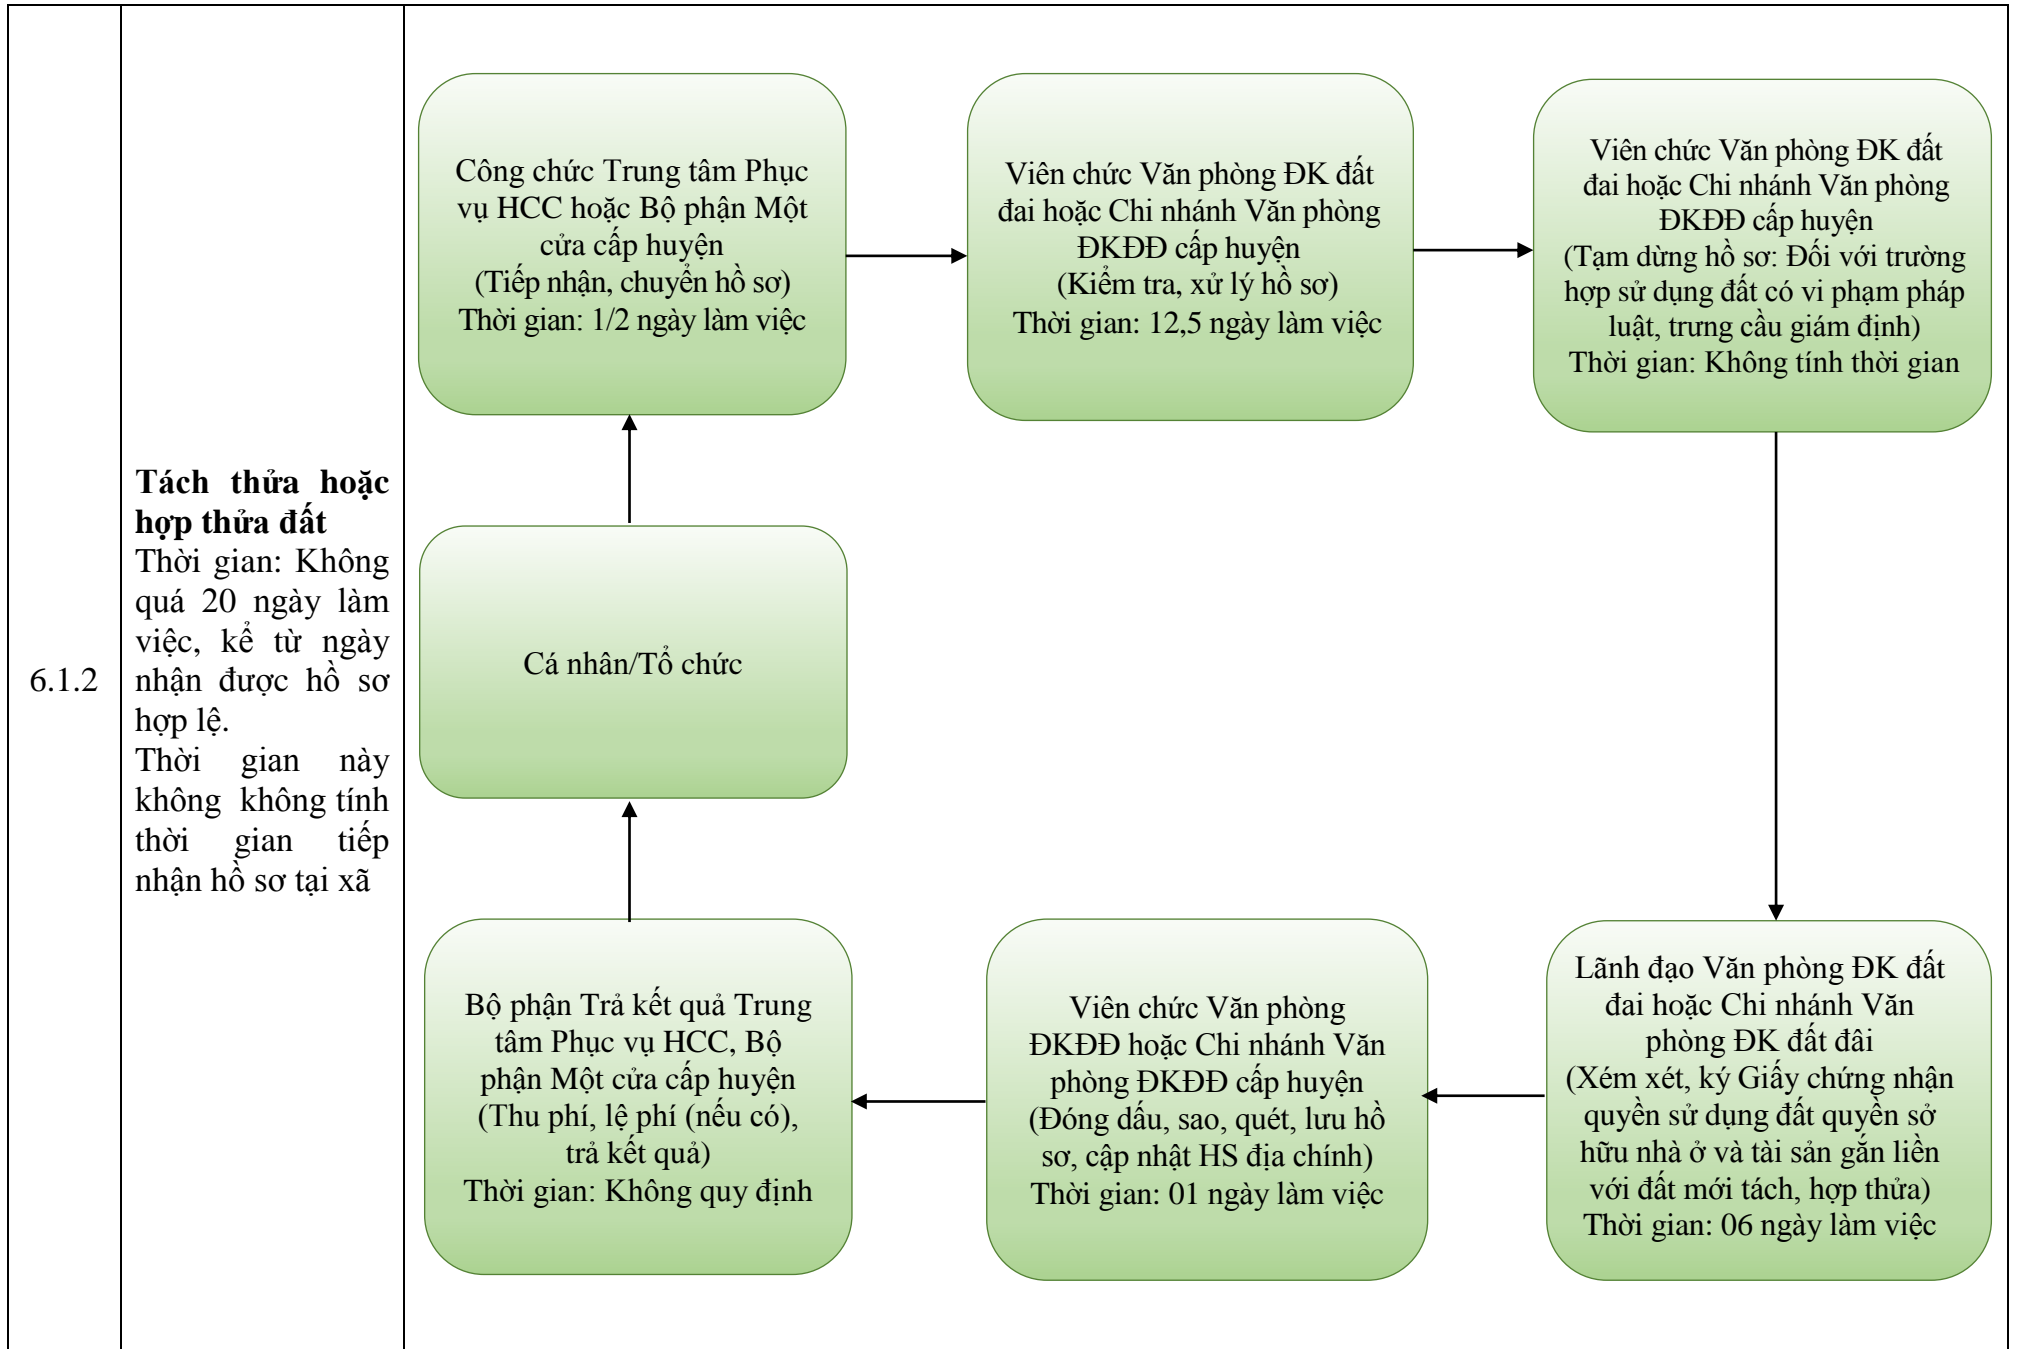 6.1.2
Tách thửa hoặc
hợp thửa đất
Thời gian: Không
quá 20 ngày làm
việc, kể từ ngày
nhận được hồ sơ
hợp lệ.
Thời gian này
không không tính
thời gian tiếp
nhận hồ sơ tại xã
Công chức Trung tâm Phục
vụ HCC hoặc Bộ phận Một
cửa cấp huyện
(Tiếp nhận, chuyển hồ sơ)
Thời gian: 1/2 ngày làm việc
Viên chức Văn phòng ĐK đất
đai hoặc Chi nhánh Văn phòng
ĐKĐĐ cấp huyện
(Kiểm tra, xử lý hồ sơ)
Thời gian: 12,5 ngày làm việc
Viên chức Văn phòng ĐK đất
đai hoặc Chi nhánh Văn phòng
ĐKĐĐ cấp huyện
(Tạm dừng hồ sơ: Đối với trường
hợp sử dụng đất có vi phạm pháp
luật, trưng cầu giám định)
Thời gian: Không tính thời gian
Cá nhân/Tổ chức
Lãnh đạo Văn phòng ĐK đất
đai hoặc Chi nhánh Văn
phòng ĐK đất đâi
(Xém xét, ký Giấy chứng nhận
quyền sử dụng đất quyền sở
hữu nhà ở và tài sản gắn liền
với đất mới tách, hợp thửa)
Thời gian: 06 ngày làm việc
Viên chức Văn phòng
ĐKĐĐ hoặc Chi nhánh Văn
phòng ĐKĐĐ cấp huyện
(Đóng dấu, sao, quét, lưu hồ
sơ, cập nhật HS địa chính)
Thời gian: 01 ngày làm việc
Bộ phận Trả kết quả Trung
tâm Phục vụ HCC, Bộ
phận Một cửa cấp huyện
(Thu phí, lệ phí (nếu có),
trả kết quả)
Thời gian: Không quy định